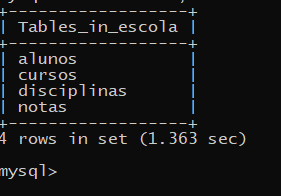 +-------------------+
| Tables_in_escola |
+-------------------+
| alunos |
| cursos |
| disciplinas |
| notas |
+-------------------+
4 rows in set (1.363 sec)
mysql>